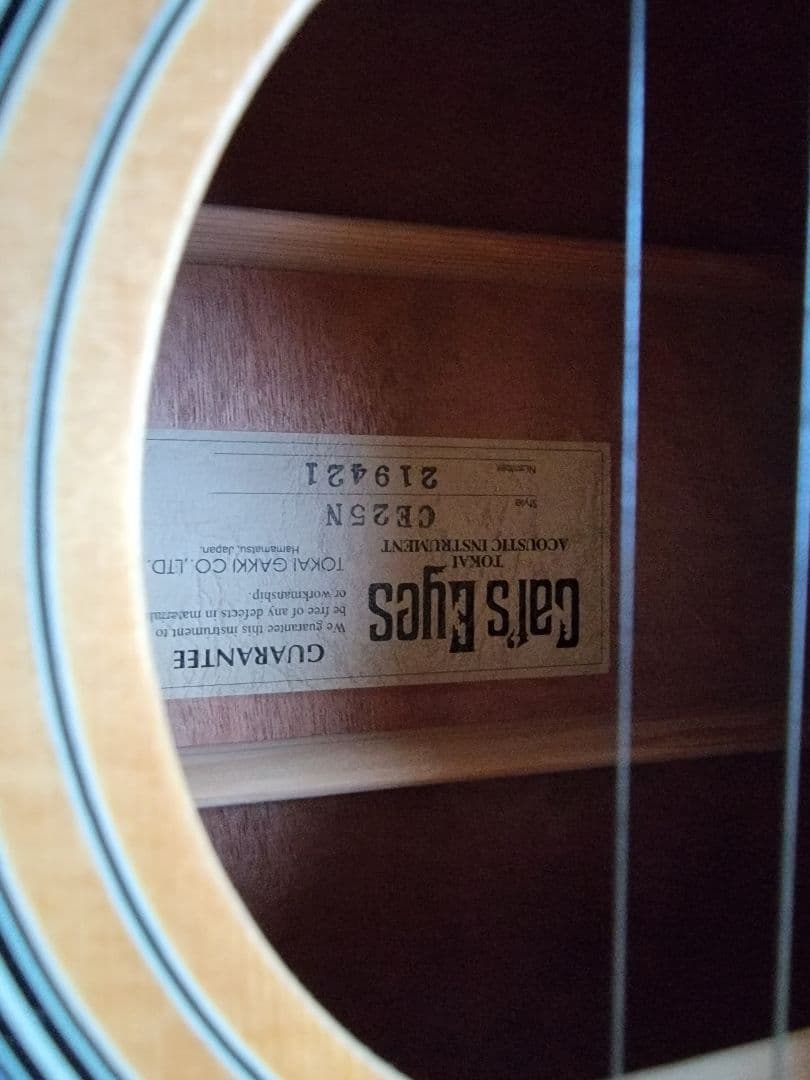 Cat's Eyes
TOKAI
ACOUSTIC INSTRUMENT
Style
CE25N
Number
219421
GUARANTEE
We guarantee this instrument to
be free of any defects in material
or workmanship.
TOKAI GAKKI CO.,LTD.
Hamamatsu, Japan.